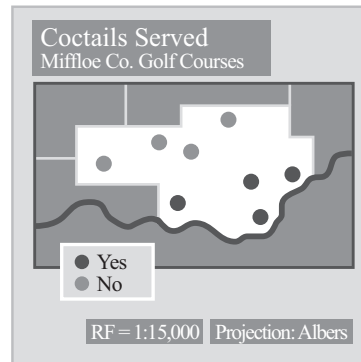 Coctails Served
Miffloe Co. Golf Courses
Yes
No
RF = 1:15,000 Projection: Albers